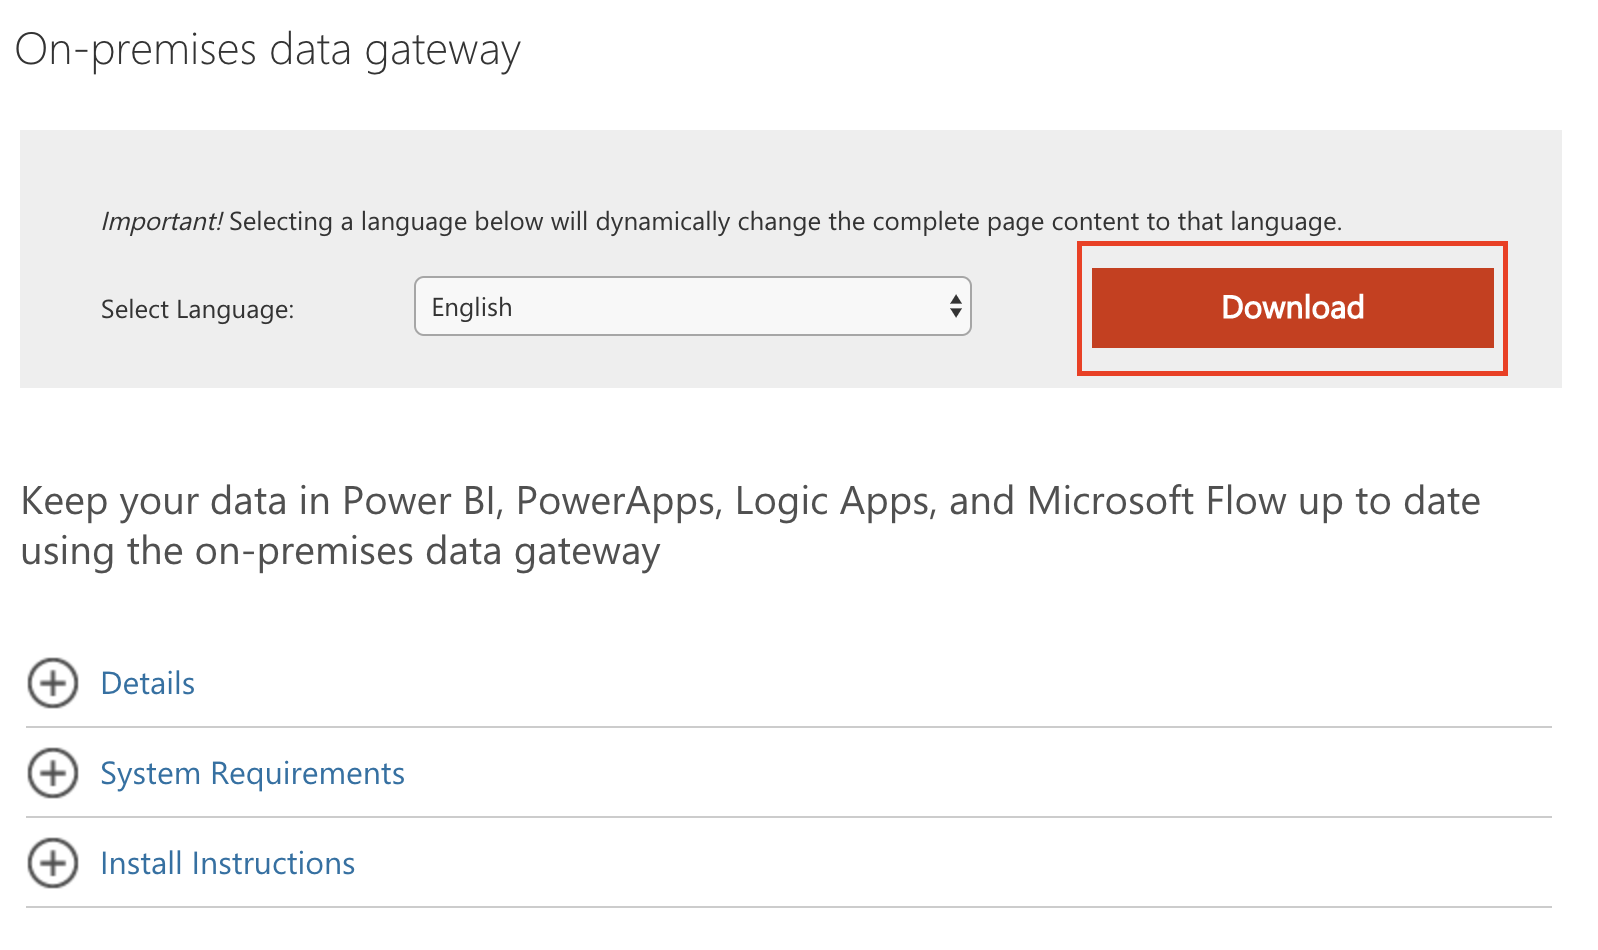 On-premises data gateway
Important! Selecting a language below will dynamically change the complete page content to that language.
Select Language:
English
Download
Keep your data in Power BI, PowerApps, Logic Apps, and Microsoft Flow up to date
using the on-premises data gateway
Details
System Requirements
Install Instructions